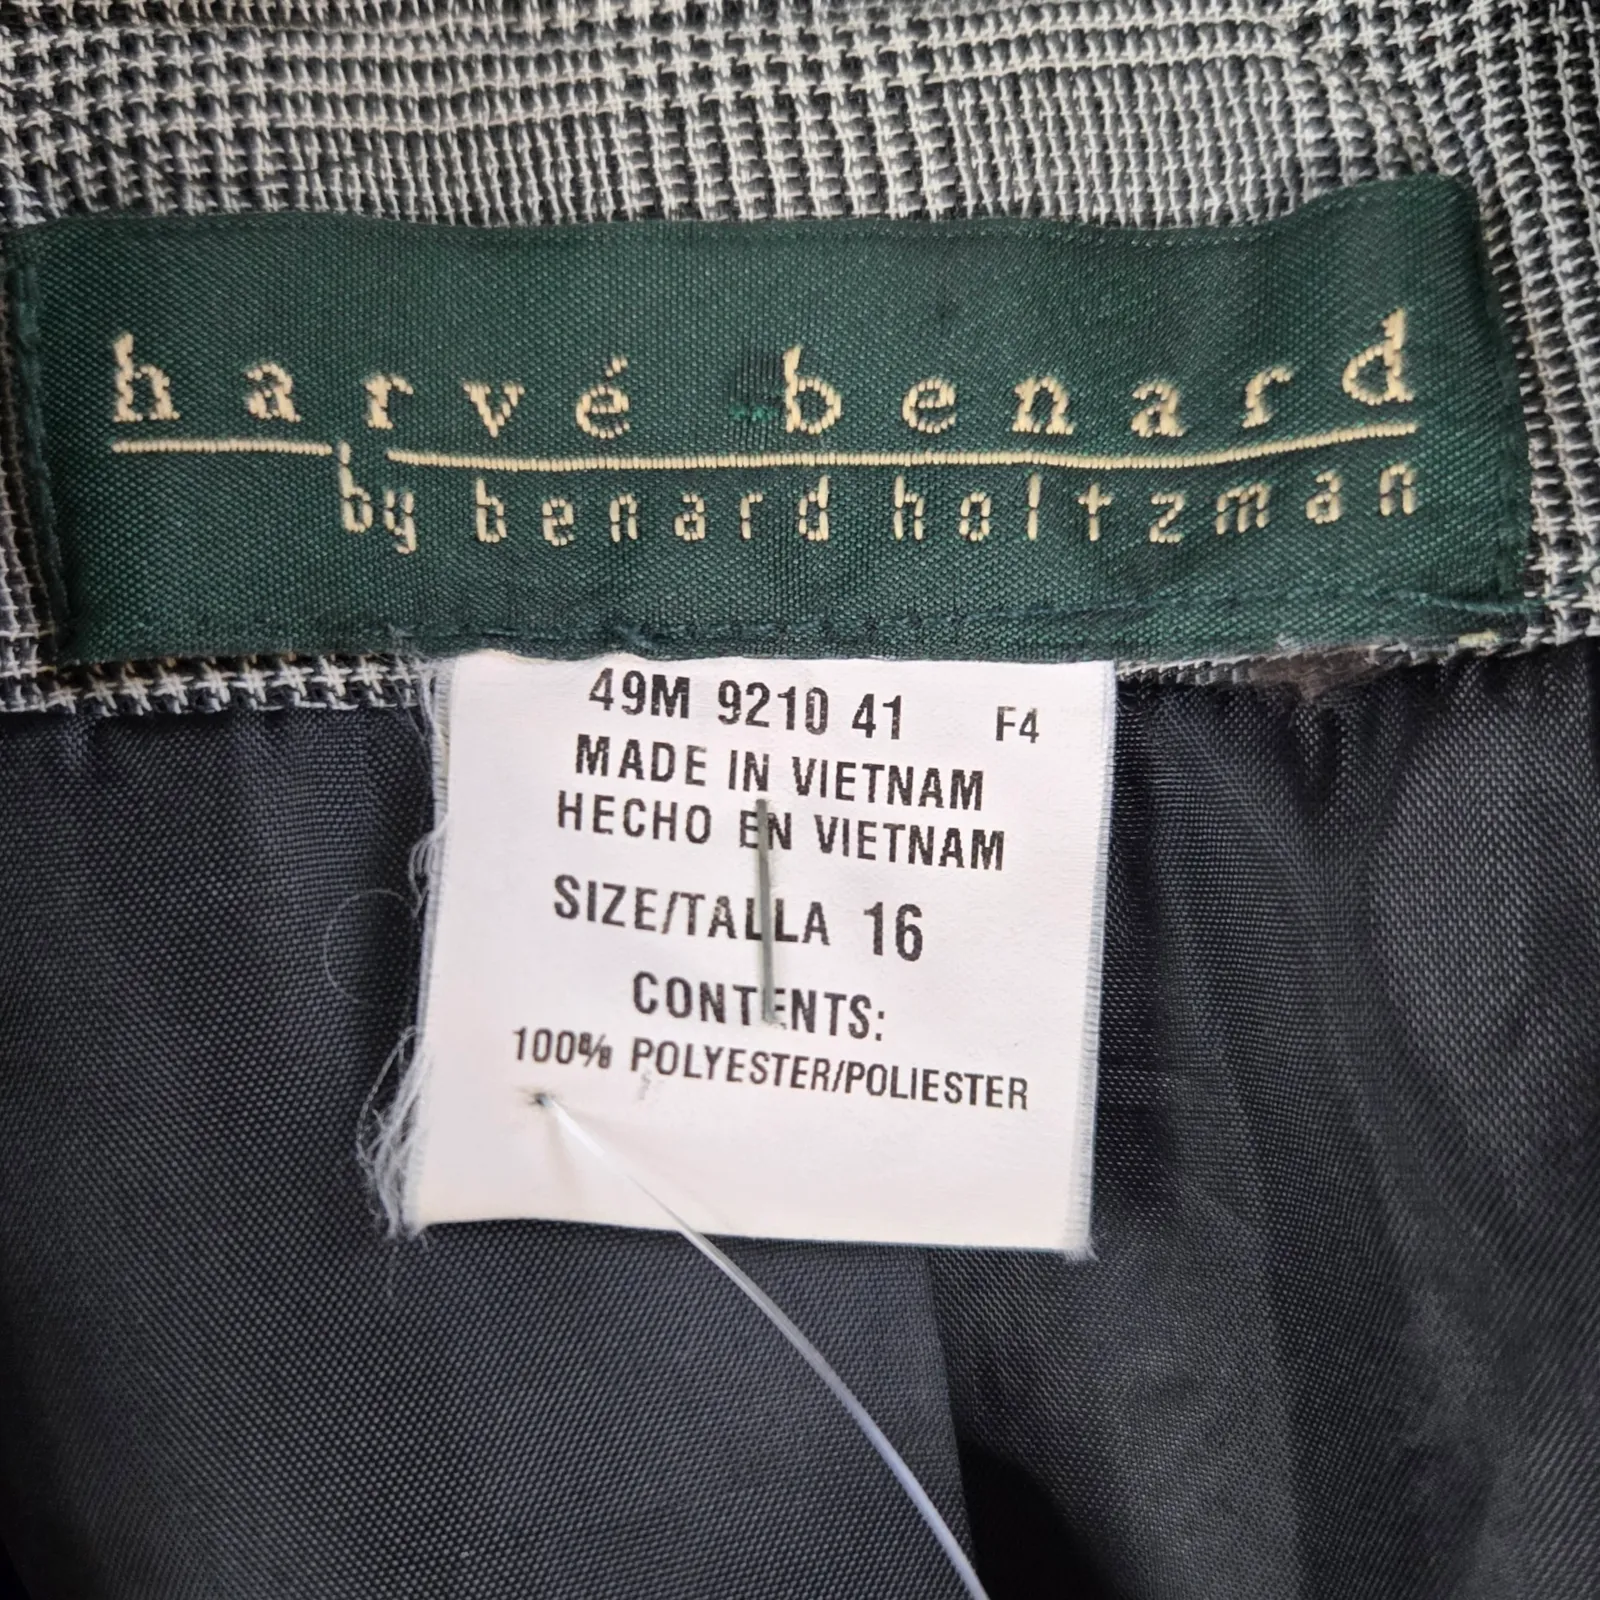 harvé benard
by benard holtzman
49M 9210 41 F4
MADE IN VIETNAM
HECHO EN VIETNAM
SIZE/TALLA 16
CONTENTS:
100% POLYESTER/POLIESTER